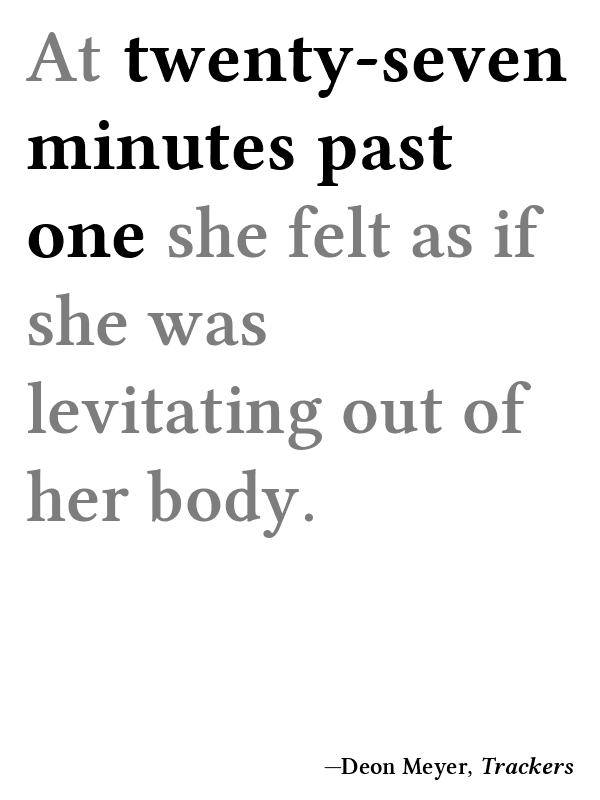 At twenty-seven
minutes past
one she felt as if
she was
levitating out of
her body.
—Deon Meyer, Trackers